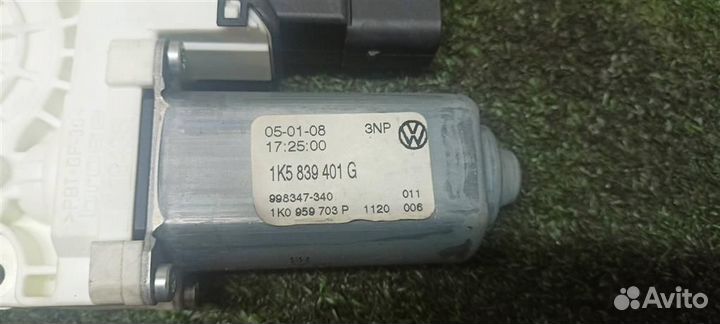 05-01-08 3NP
17:25:00
1K5 839 401 G
998347-340 011
1K0 959 703 P 1120 006
Avito